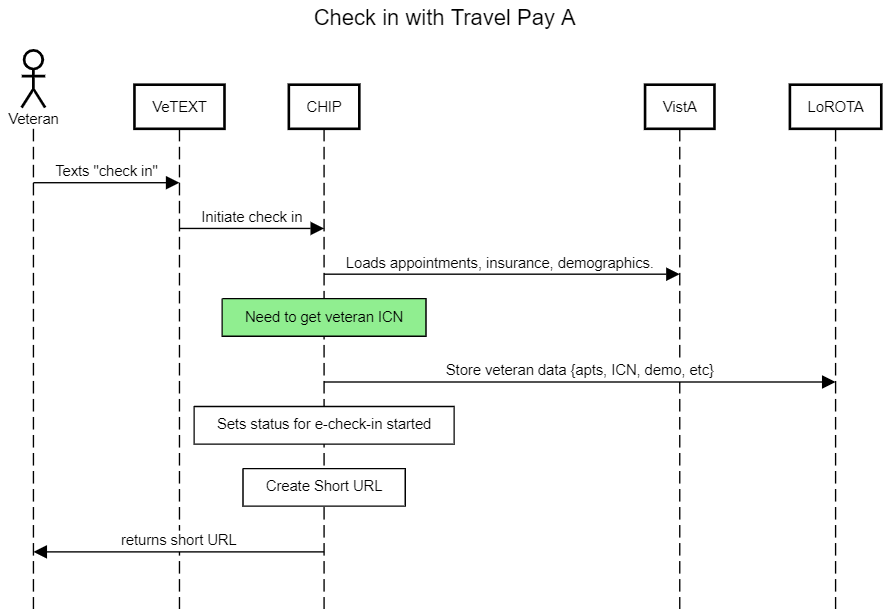 Check in with Travel Pay A
Veteran
VeTEXT
CHIP
VistA
LoROTA
Texts "check in"
Initiate check in
Loads appointments, insurance, demographics.
Need to get veteran ICN
Store veteran data {apts, ICN, demo, etc}
Sets status for e-check-in started
Create Short URL
returns short URL